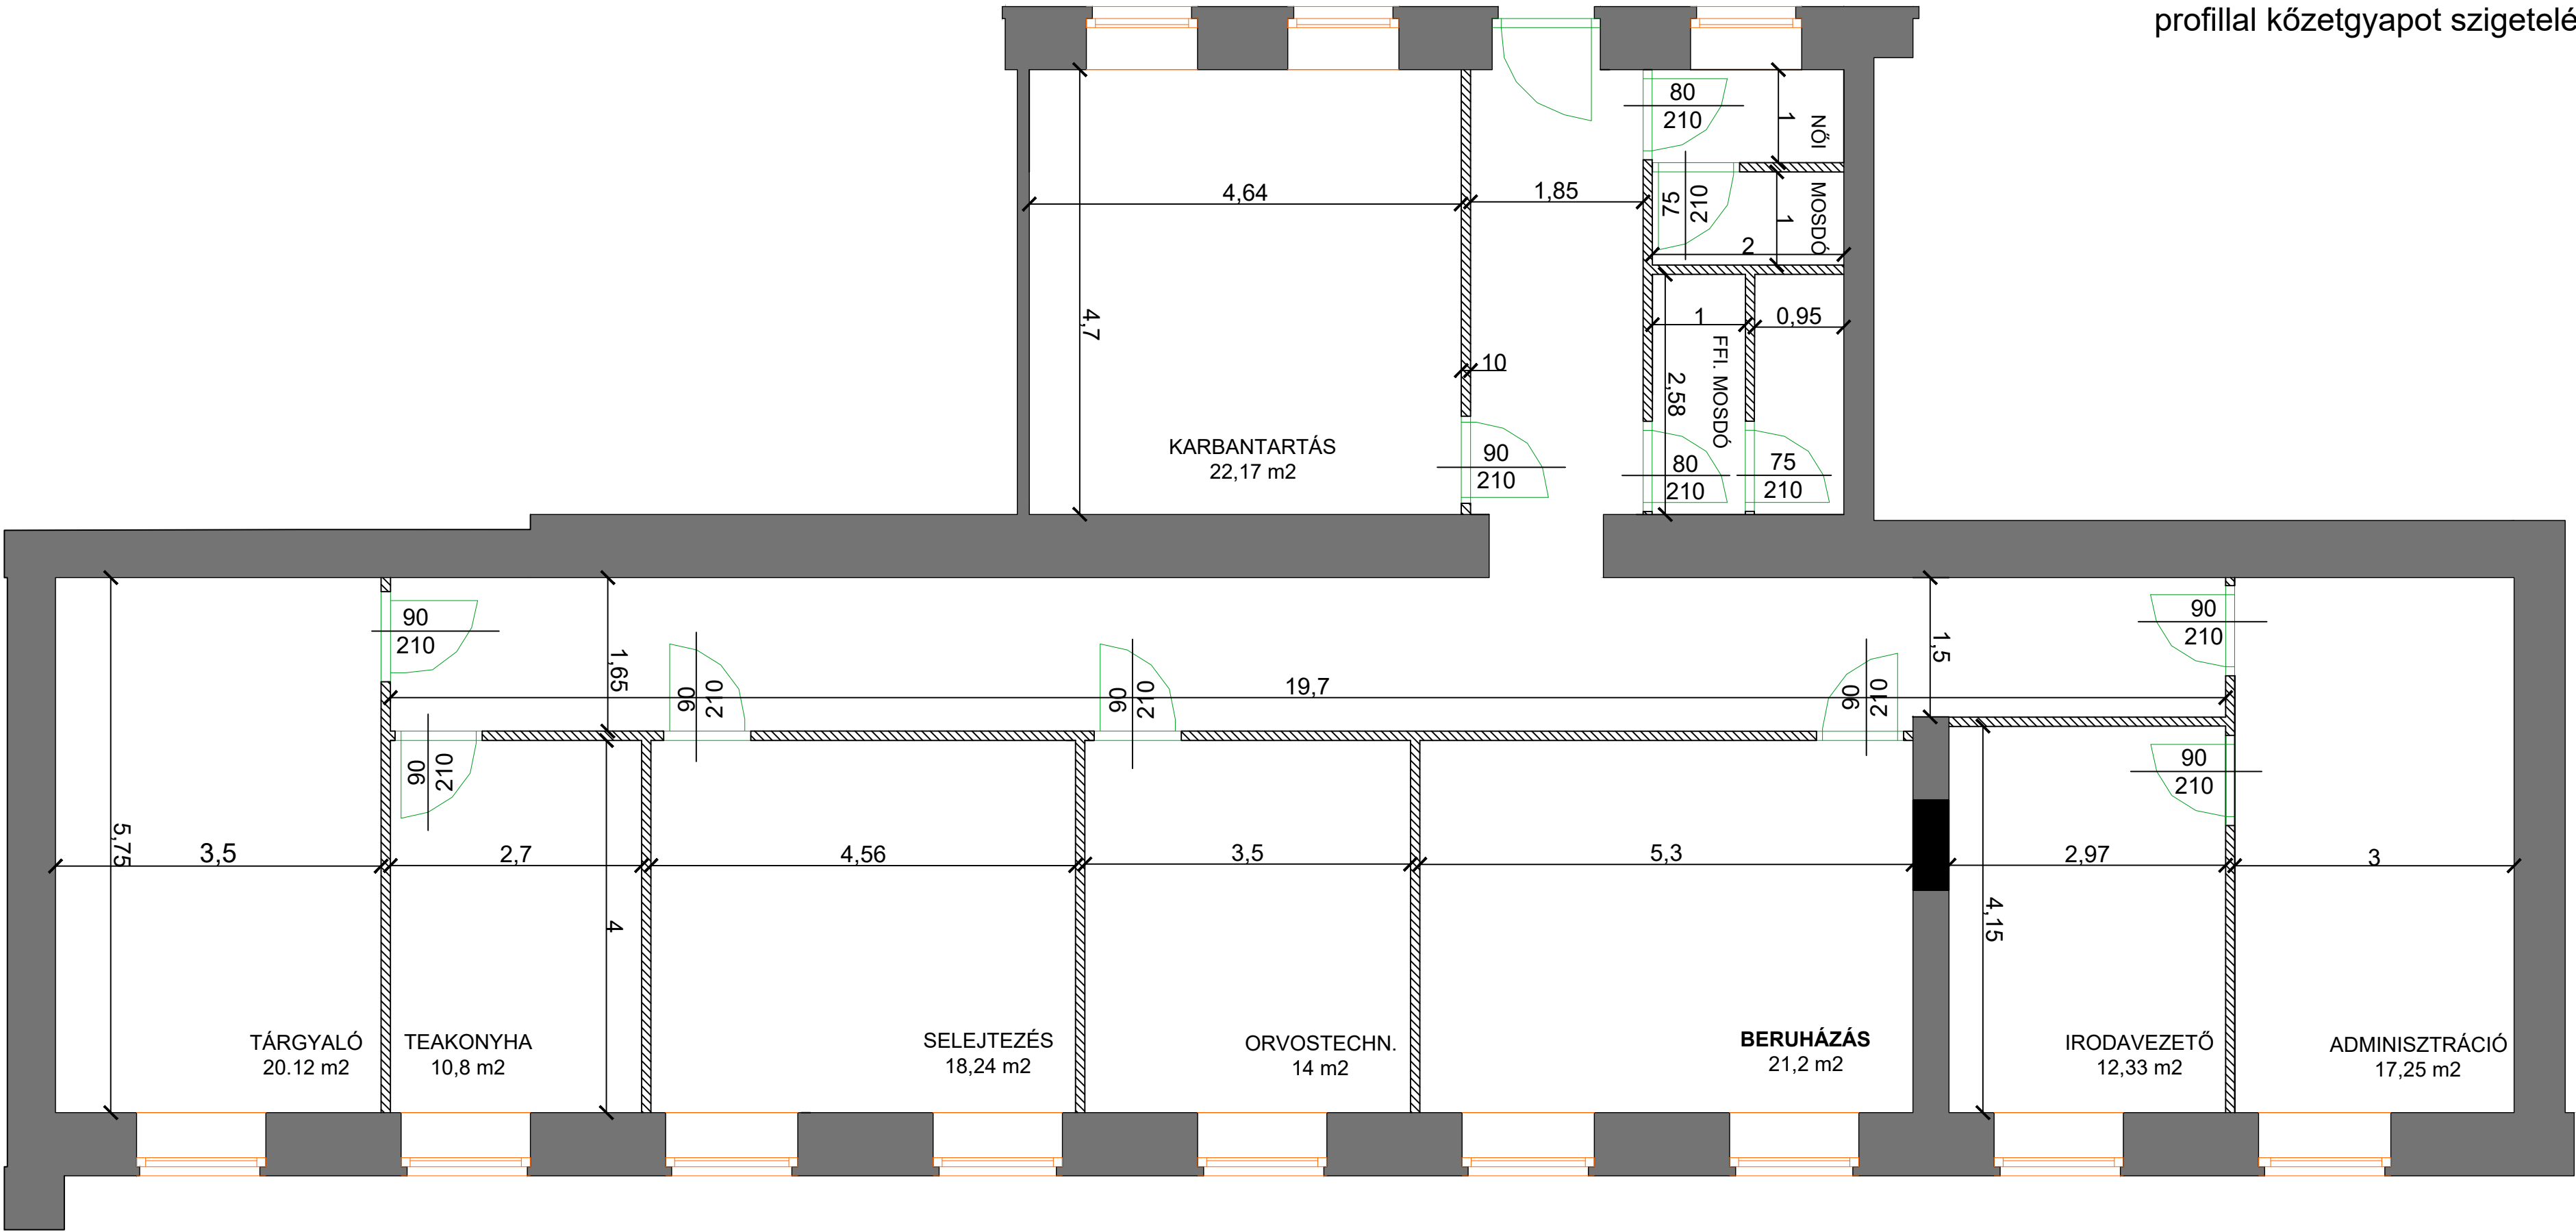 profillal kőzetgyapot szigetelé
80
210
1
NŐI
4,64
1,85
75
210
1
MOSDÓ
2
4,7
1
0,95
10
2,58
FFI. MOSDÓ
KARBANTARTÁS
22,17 m2
90
210
80
210
75
210
90
210
1,65
90
210
90
210
90
210
1,5
90
210
19,7
90
210
90
210
5,75
3,5
2,7
4,56
3,5
5,3
2,97
3
4
4,15
TÁRGYALÓ
20.12 m2
TEAKONYHA
10,8 m2
SELEJTEZÉS
18,24 m2
ORVOSTECHN.
14 m2
BERUHÁZÁS
21,2 m2
IRODAVEZETŐ
12,33 m2
ADMINISZTRÁCIÓ
17,25 m2